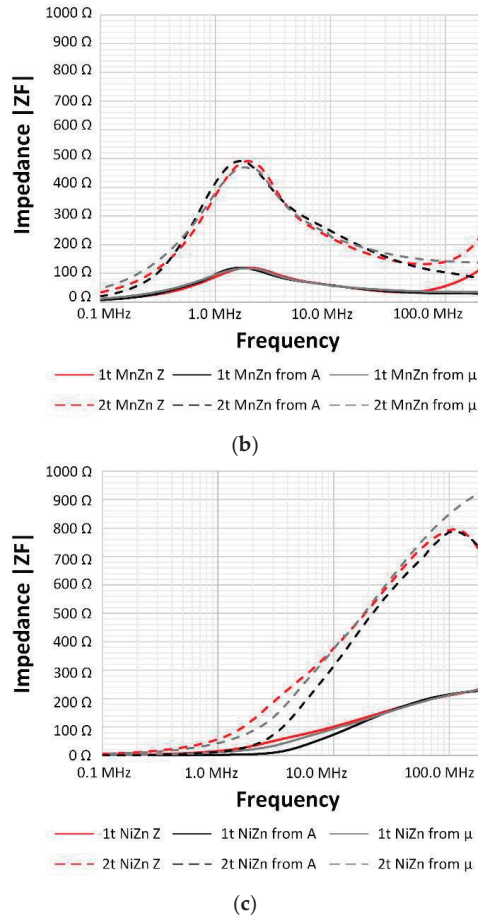 1000 Ω
900 Ω
800 Ω
700 Ω
600 Ω
500 Ω
400 Ω
300 Ω
200 Ω
100 Ω
0 Ω
Impedance |ZF|
0.1 MHz 1.0 MHz 10.0 MHz 100.0 MHz
Frequency
1t MnZn Z 1t MnZn from A 1t MnZn from μ
2t MnZn Z 2t MnZn from A 2t MnZn from μ
(b)
1000 Ω
900 Ω
800 Ω
700 Ω
600 Ω
500 Ω
400 Ω
300 Ω
200 Ω
100 Ω
0 Ω
Impedance |ZF|
0.1 MHz 1.0 MHz 10.0 MHz 100.0 MHz
Frequency
1t NiZn Z 1t NiZn from A 1t NiZn from μ
2t NiZn Z 2t NiZn from A 2t NiZn from μ
(c)